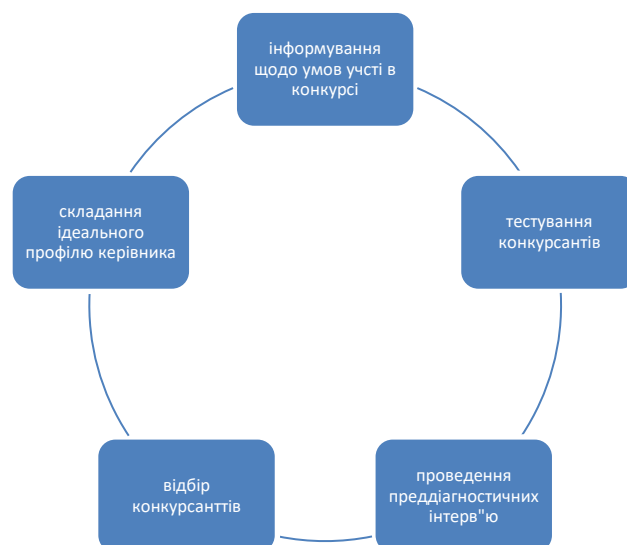 інформування
щодо умов учсті в
конкурсі
тестування
конкурсантів
проведення
преддіагностичних
інтерв"ю
відбір
конкурсанттів
складання
ідеального
профілю керівника